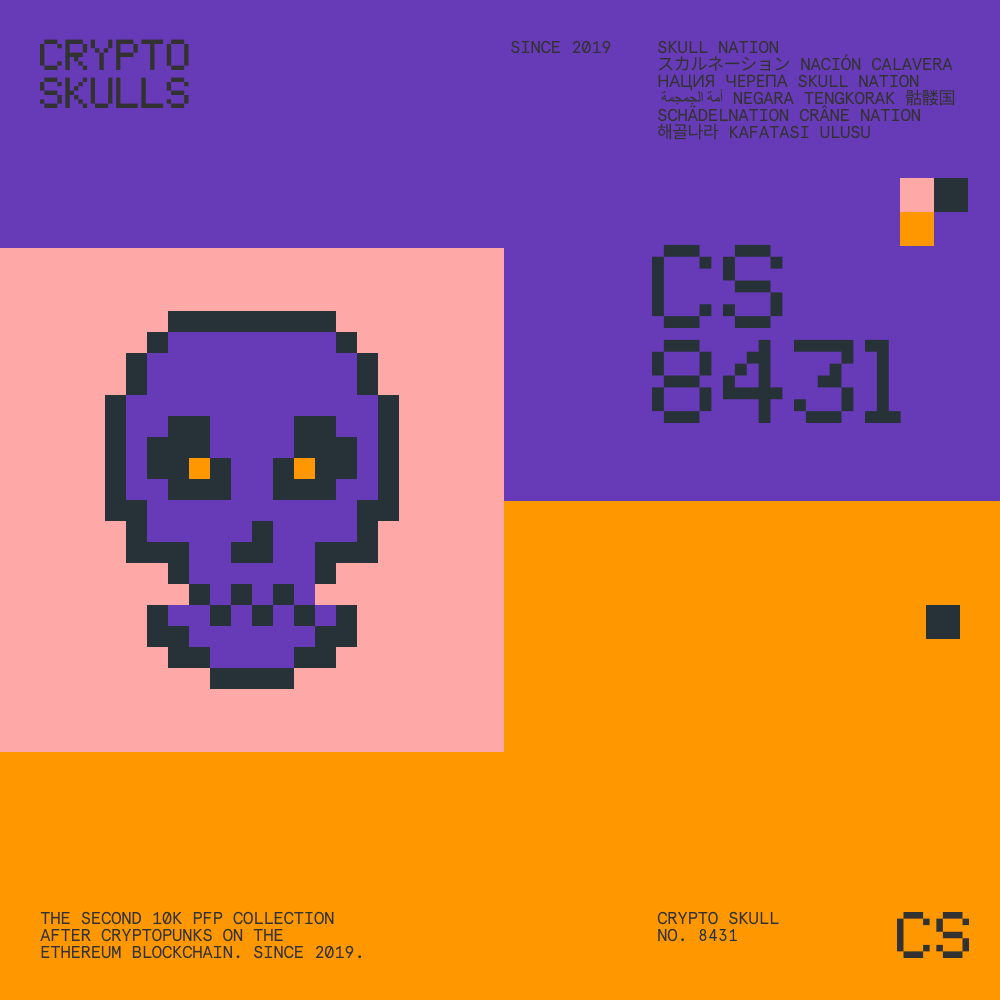 CRYPTO
SKULLS
SINCE 2019
SKULL NATION
スカルネーション NACIÓN CALAVERA
НАЦИЯ ЧЕРЕПА SKULL NATION
أمة الجمجمة NEGARA TENGKORAK 骷髅国
SCHÄDELNATION CRÂNE NATION
해골나라 KAFATASI ULUSU
CS
8431
THE SECOND 10K PFP COLLECTION
AFTER CRYPTOPUNKS ON THE
ETHEREUM BLOCKCHAIN. SINCE 2019.
CRYPTO SKULL
NO. 8431
CS